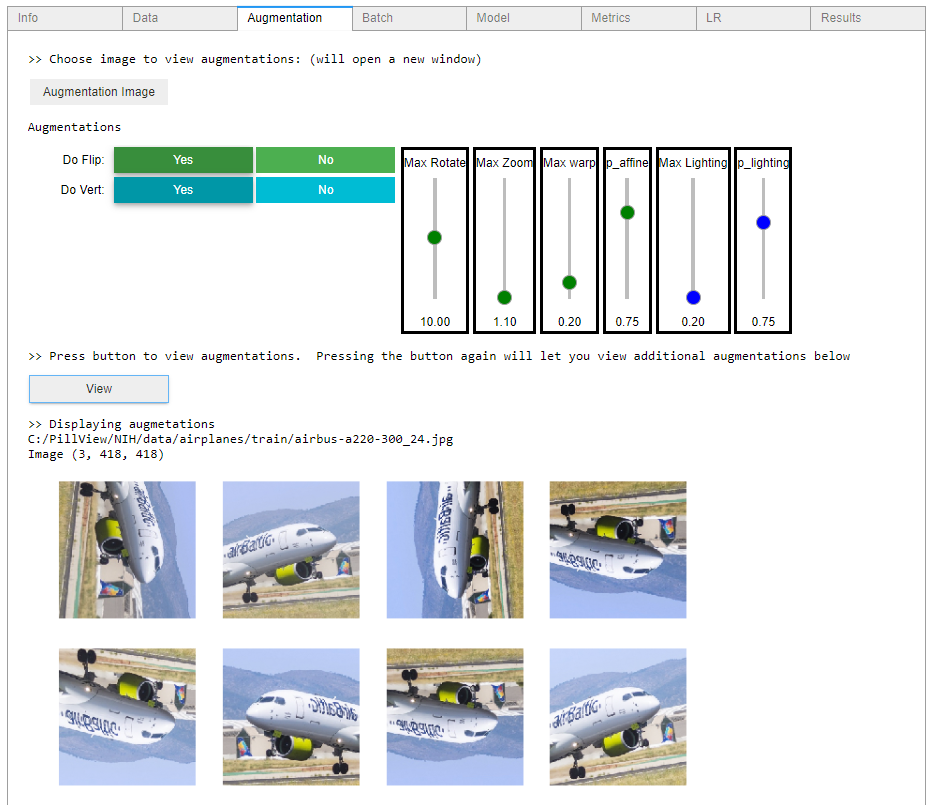 Info Data Augmentation Batch Model Metrics LR Results
>> Choose image to view augmentations: (will open a new window)
Augmentation Image
Augmentations
Do Flip: Yes No
Do Vert: Yes No
Max Rotate Max Zoom Max warp p_affine Max Lighting p_lighting
10.00 1.10 0.20 0.75 0.20 0.75
>> Press button to view augmentations.  Pressing the button again will let you view additional augmentations below
View
>> Displaying augmetations
C:/PillView/NIH/data/airplanes/train/airbus-a220-300_24.jpg
Image (3, 418, 418)
airBaltic
airBaltic
airBaltic
airBaltic
airBaltic
airBaltic
airBaltic
airBaltic